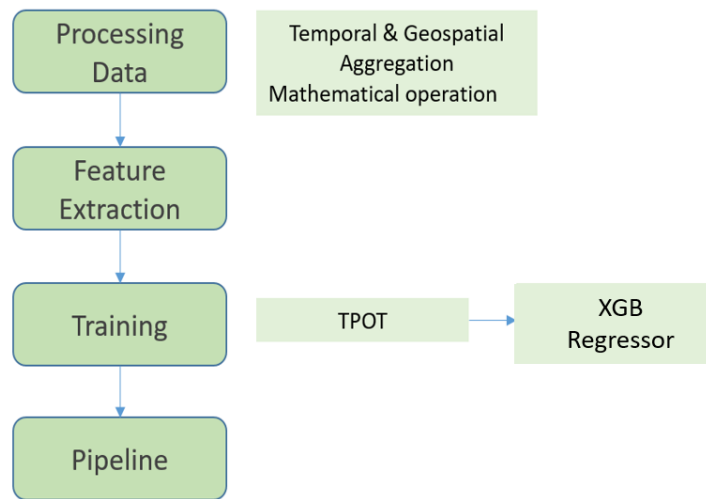 Processing
Data
Temporal & Geospatial
Aggregation
Mathematical operation
Feature
Extraction
Training
TPOT
XGB
Regressor
Pipeline